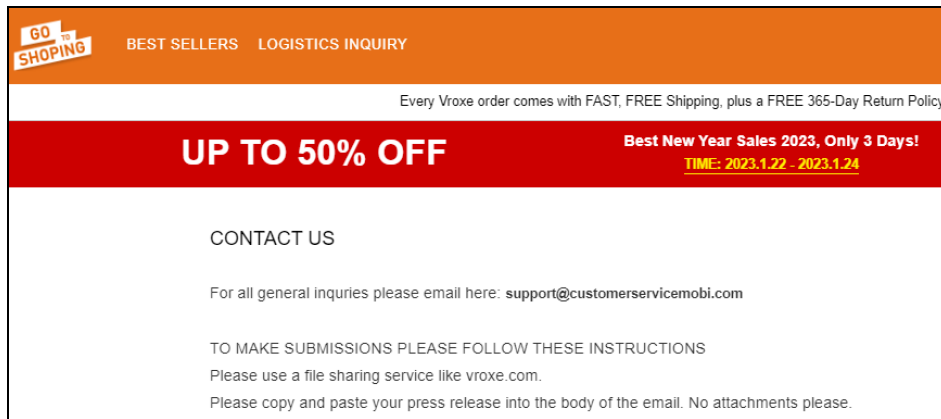 GO TO
SHOPING
BEST SELLERS LOGISTICS INQUIRY
Every Vroxe order comes with FAST, FREE Shipping, plus a FREE 365-Day Return Policy
UP TO 50% OFF
Best New Year Sales 2023, Only 3 Days!
TIME: 2023.1.22 - 2023.1.24
CONTACT US
For all general inquries please email here: support@customerservicemobi.com
TO MAKE SUBMISSIONS PLEASE FOLLOW THESE INSTRUCTIONS
Please use a file sharing service like vroxe.com.
Please copy and paste your press release into the body of the email. No attachments please.